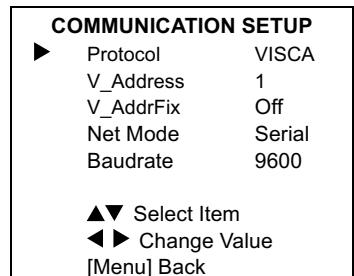 COMMUNICATION SETUP
▶ Protocol VISCA
V_Address 1
V_AddrFix Off
Net Mode Serial
Baudrate 9600
▲▼ Select Item
◀ ▶ Change Value
[Menu] Back